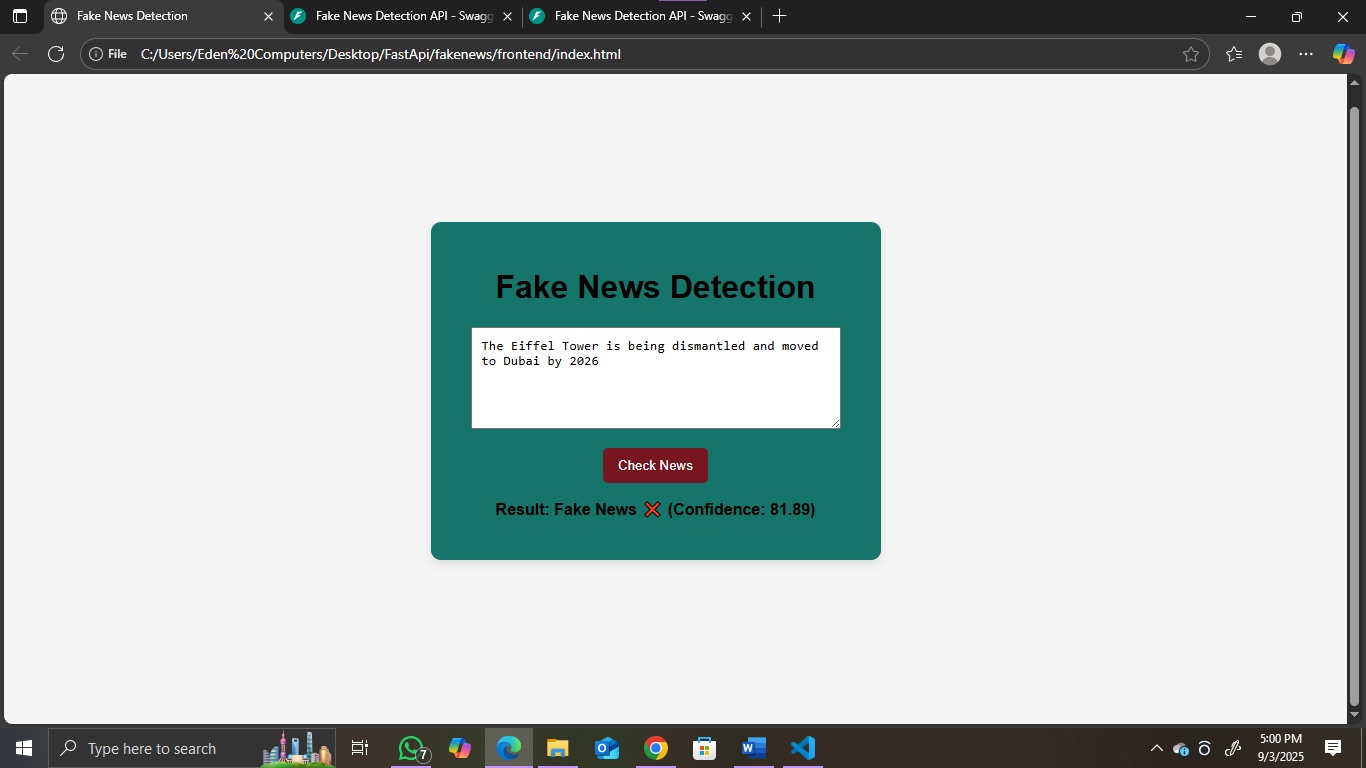 Fake News Detection
Fake News Detection API - Swagg
Fake News Detection API - Swagg
File
C:/Users/Eden%20Computers/Desktop/FastApi/fakenews/frontend/index.html
Fake News Detection
The Eiffel Tower is being dismantled and moved
to Dubai by 2026
Check News
Result: Fake News ❌ (Confidence: 81.89)
Type here to search
7
5:00 PM
9/3/2025